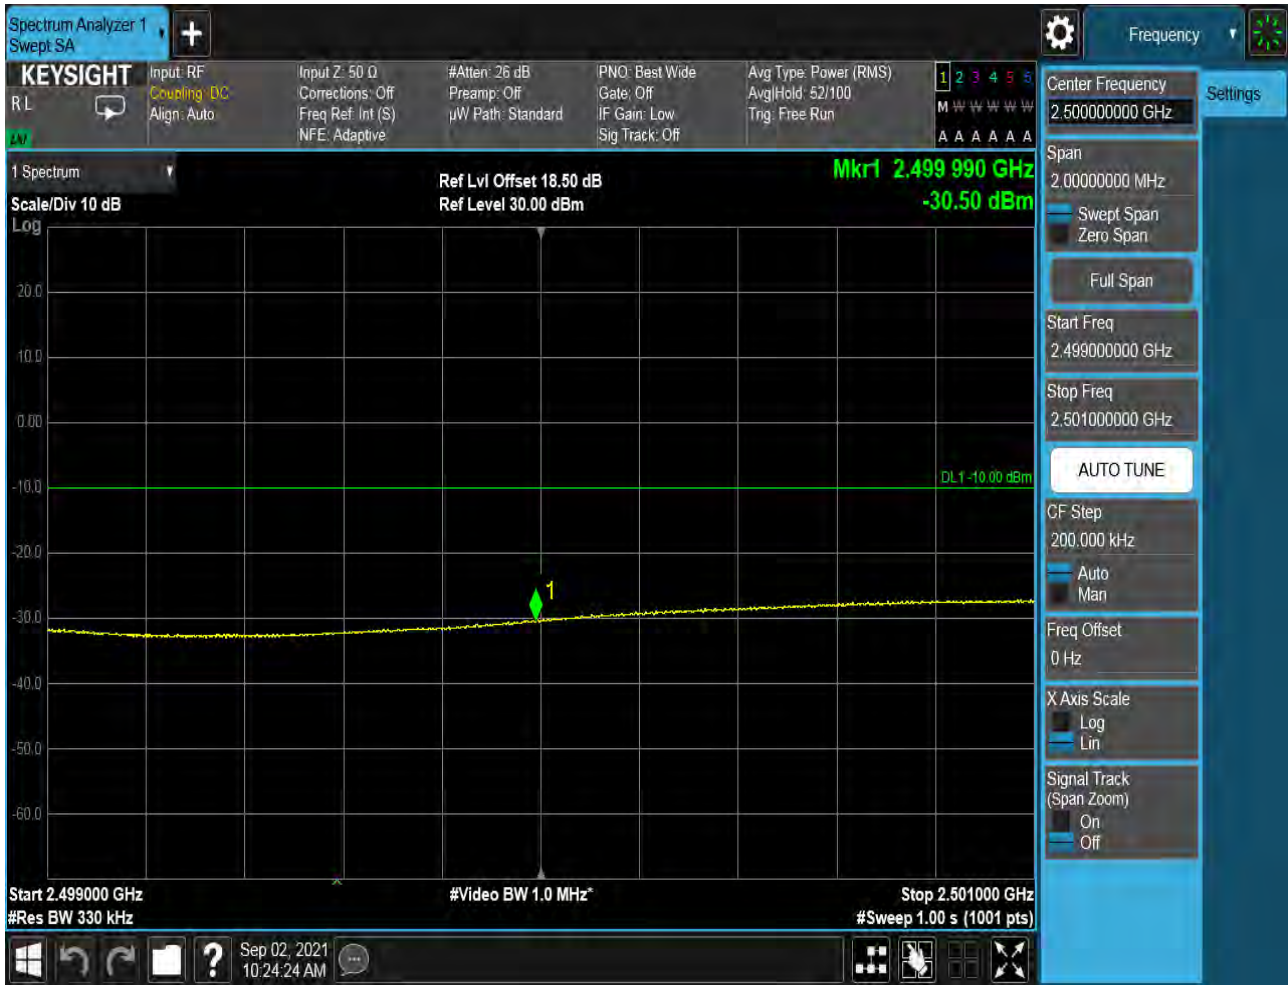 Spectrum Analyzer 1
Swept SA
Frequency
KEYSIGHT
R L
LNI
Input: RF
Coupling: DC
Align: Auto
Input Z: 50 Ω
Corrections: Off
Freq Ref: Int (S)
NFE: Adaptive
#Atten: 26 dB
Preamp: Off
µW Path: Standard
PNO: Best Wide
Gate: Off
IF Gain: Low
Sig Track: Off
Avg Type: Power (RMS)
Avg|Hold: 52/100
Trig: Free Run
1 2 3 4 5 6
M W W W W W
A A A A A A
1 Spectrum
Scale/Div 10 dB
Log
Ref Lvl Offset 18.50 dB
Ref Level 30.00 dBm
Mkr1 2.499 990 GHz
-30.50 dBm
20.0
10.0
0.00
-10.0
-20.0
-30.0
-40.0
-50.0
-60.0
DL1 -10.00 dBm
1
Start 2.499000 GHz
#Res BW 330 kHz
#Video BW 1.0 MHz*
Stop 2.501000 GHz
#Sweep 1.00 s (1001 pts)
Sep 02, 2021
10:24:24 AM
Center Frequency
2.500000000 GHz
Settings
Span
2.00000000 MHz
Swept Span
Zero Span
Full Span
Start Freq
2.499000000 GHz
Stop Freq
2.501000000 GHz
AUTO TUNE
CF Step
200.000 kHz
Auto
Man
Freq Offset
0 Hz
X Axis Scale
Log
Lin
Signal Track
(Span Zoom)
On
Off